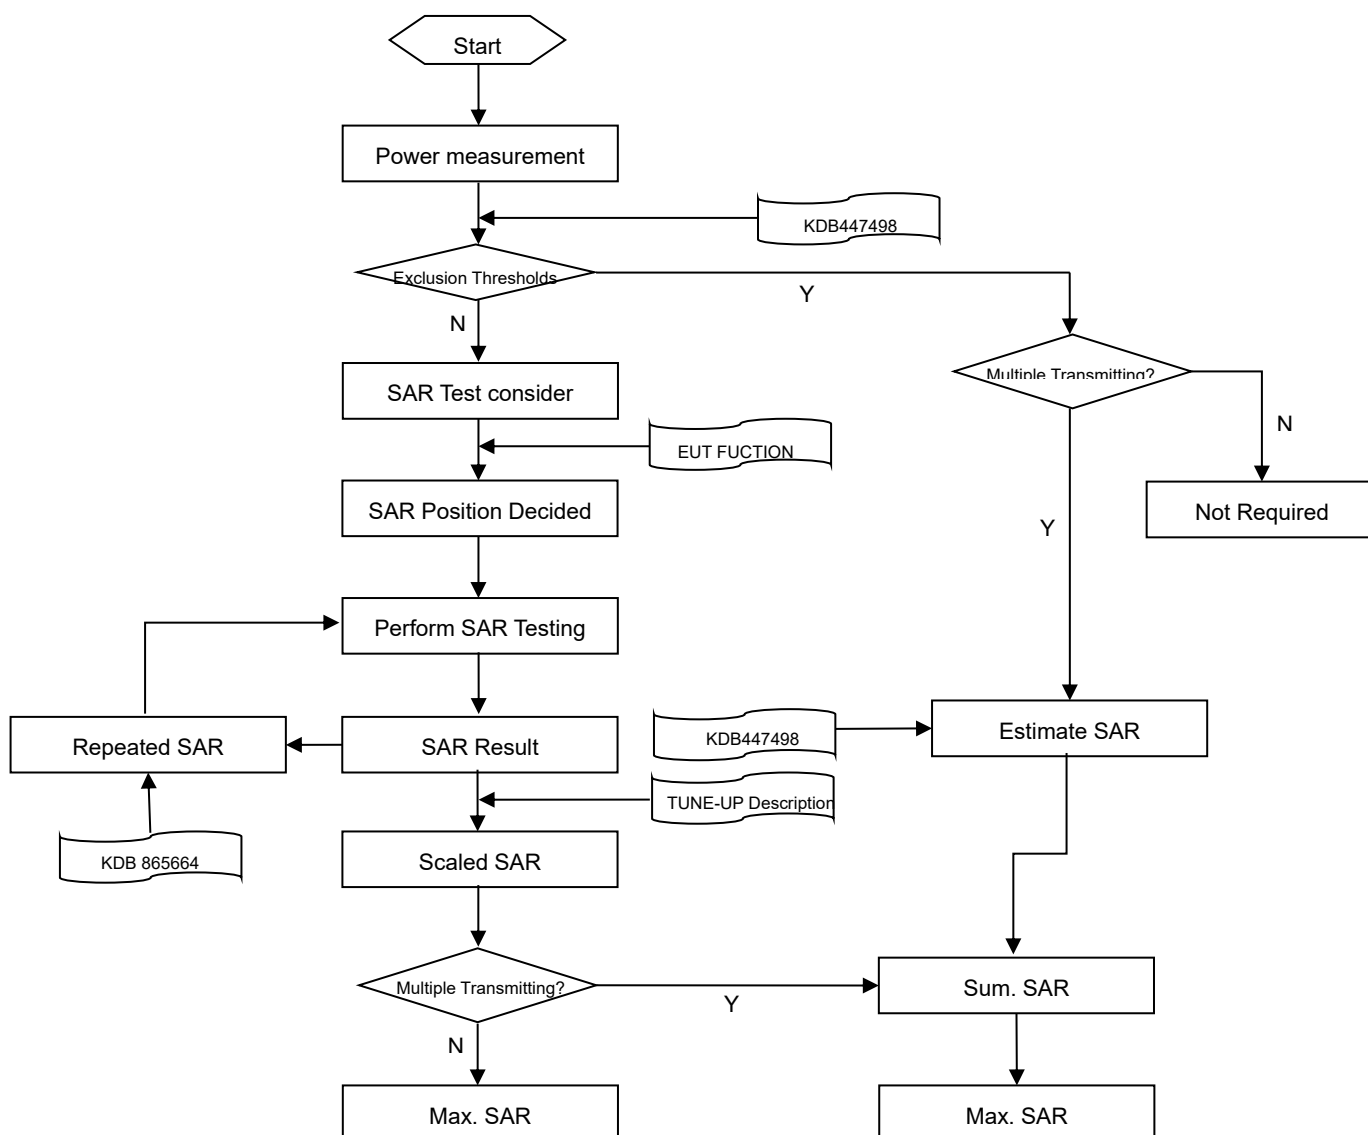 Start
Power measurement
KDB447498
Exclusion Thresholds
Y
N
Multiple Transmitting?
SAR Test consider
N
EUT FUCTION
SAR Position Decided
Not Required
Y
Perform SAR Testing
Repeated SAR
SAR Result
KDB447498
Estimate SAR
TUNE-UP Description
KDB 865664
Scaled SAR
Multiple Transmitting?
Y
Sum. SAR
N
Max. SAR
Max. SAR